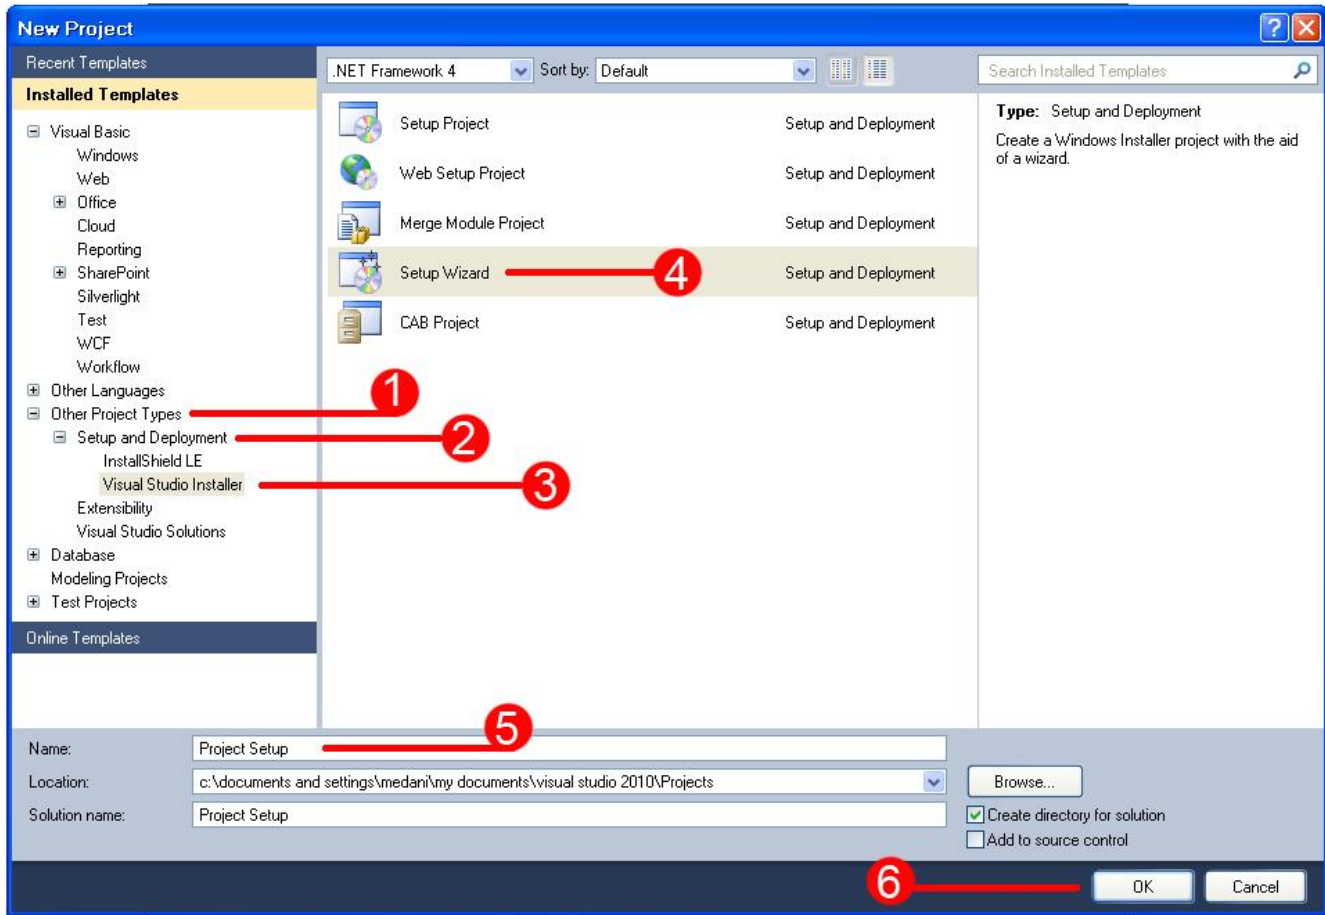 New Project
Recent Templates
Installed Templates
Visual Basic
Windows
Web
Office
Cloud
Reporting
SharePoint
Silverlight
Test
WCF
Workflow
Other Languages
Other Project Types
1
Setup and Deployment
2
InstallShield LE
Visual Studio Installer
3
Extensibility
Visual Studio Solutions
Database
Modeling Projects
Test Projects
Online Templates
.NET Framework 4
Sort by: Default
Search Installed Templates
Setup Project Setup and Deployment
Web Setup Project Setup and Deployment
Merge Module Project Setup and Deployment
Setup Wizard 4 Setup and Deployment
CAB Project Setup and Deployment
Type: Setup and Deployment
Create a Windows Installer project with the aid
of a wizard.
Name: Project Setup 5
Location: c:\documents and settings\medani\my documents\visual studio 2010\Projects Browse...
Solution name: Project Setup
Create directory for solution
Add to source control
6 OK Cancel